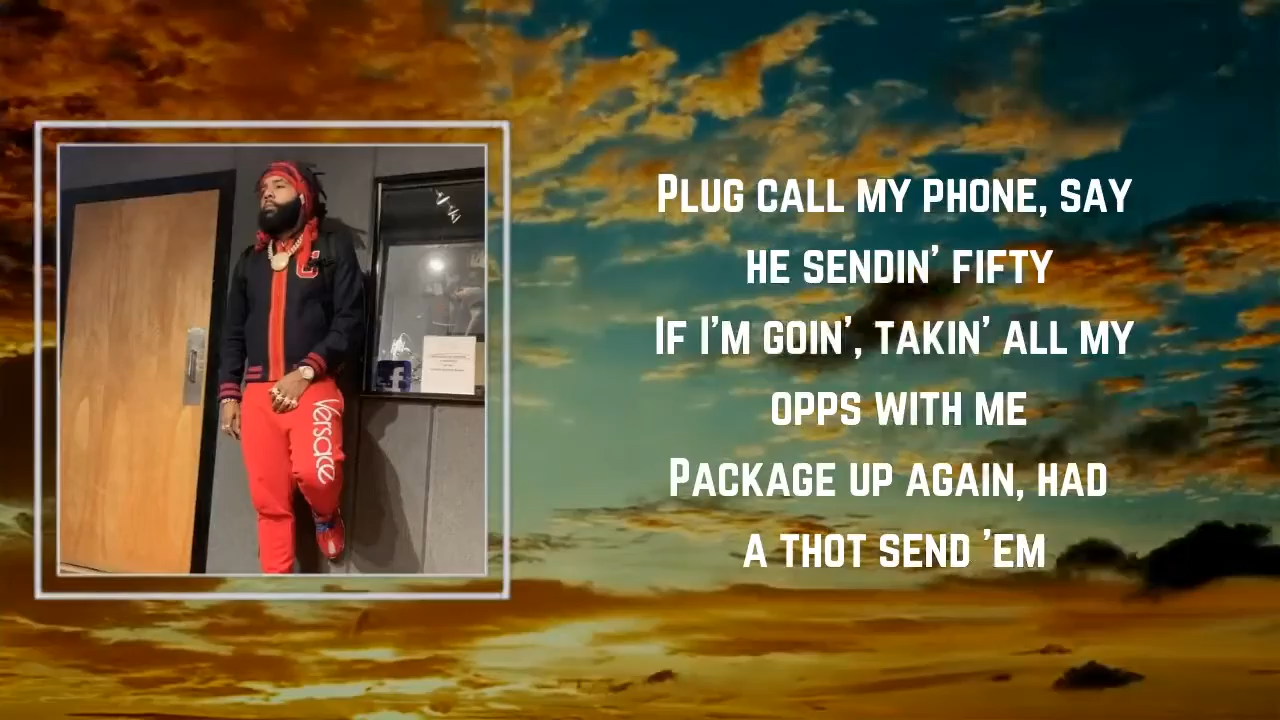 PLUG CALL MY PHONE, SAY
HE SENDIN' FIFTY
IF I'M GOIN', TAKIN' ALL MY
OPPS WITH ME
PACKAGE UP AGAIN, HAD
A THOT SEND 'EM
C
Versace
f